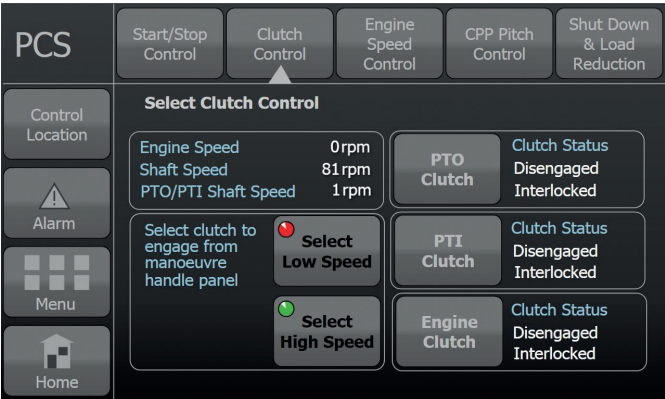 PCS
Start/Stop
Control
Clutch
Control
Engine
Speed
Control
CPP Pitch
Control
Shut Down
& Load
Reduction
Control
Location
Alarm
Menu
Home
Select Clutch Control
Engine Speed 0 rpm
Shaft Speed 81 rpm
PTO/PTI Shaft Speed 1 rpm
Select clutch to
engage from
manoeuvre
handle panel
Select
Low Speed
Select
High Speed
PTO
Clutch
Clutch Status
Disengaged
Interlocked
PTI
Clutch
Clutch Status
Disengaged
Interlocked
Engine
Clutch
Clutch Status
Disengaged
Interlocked